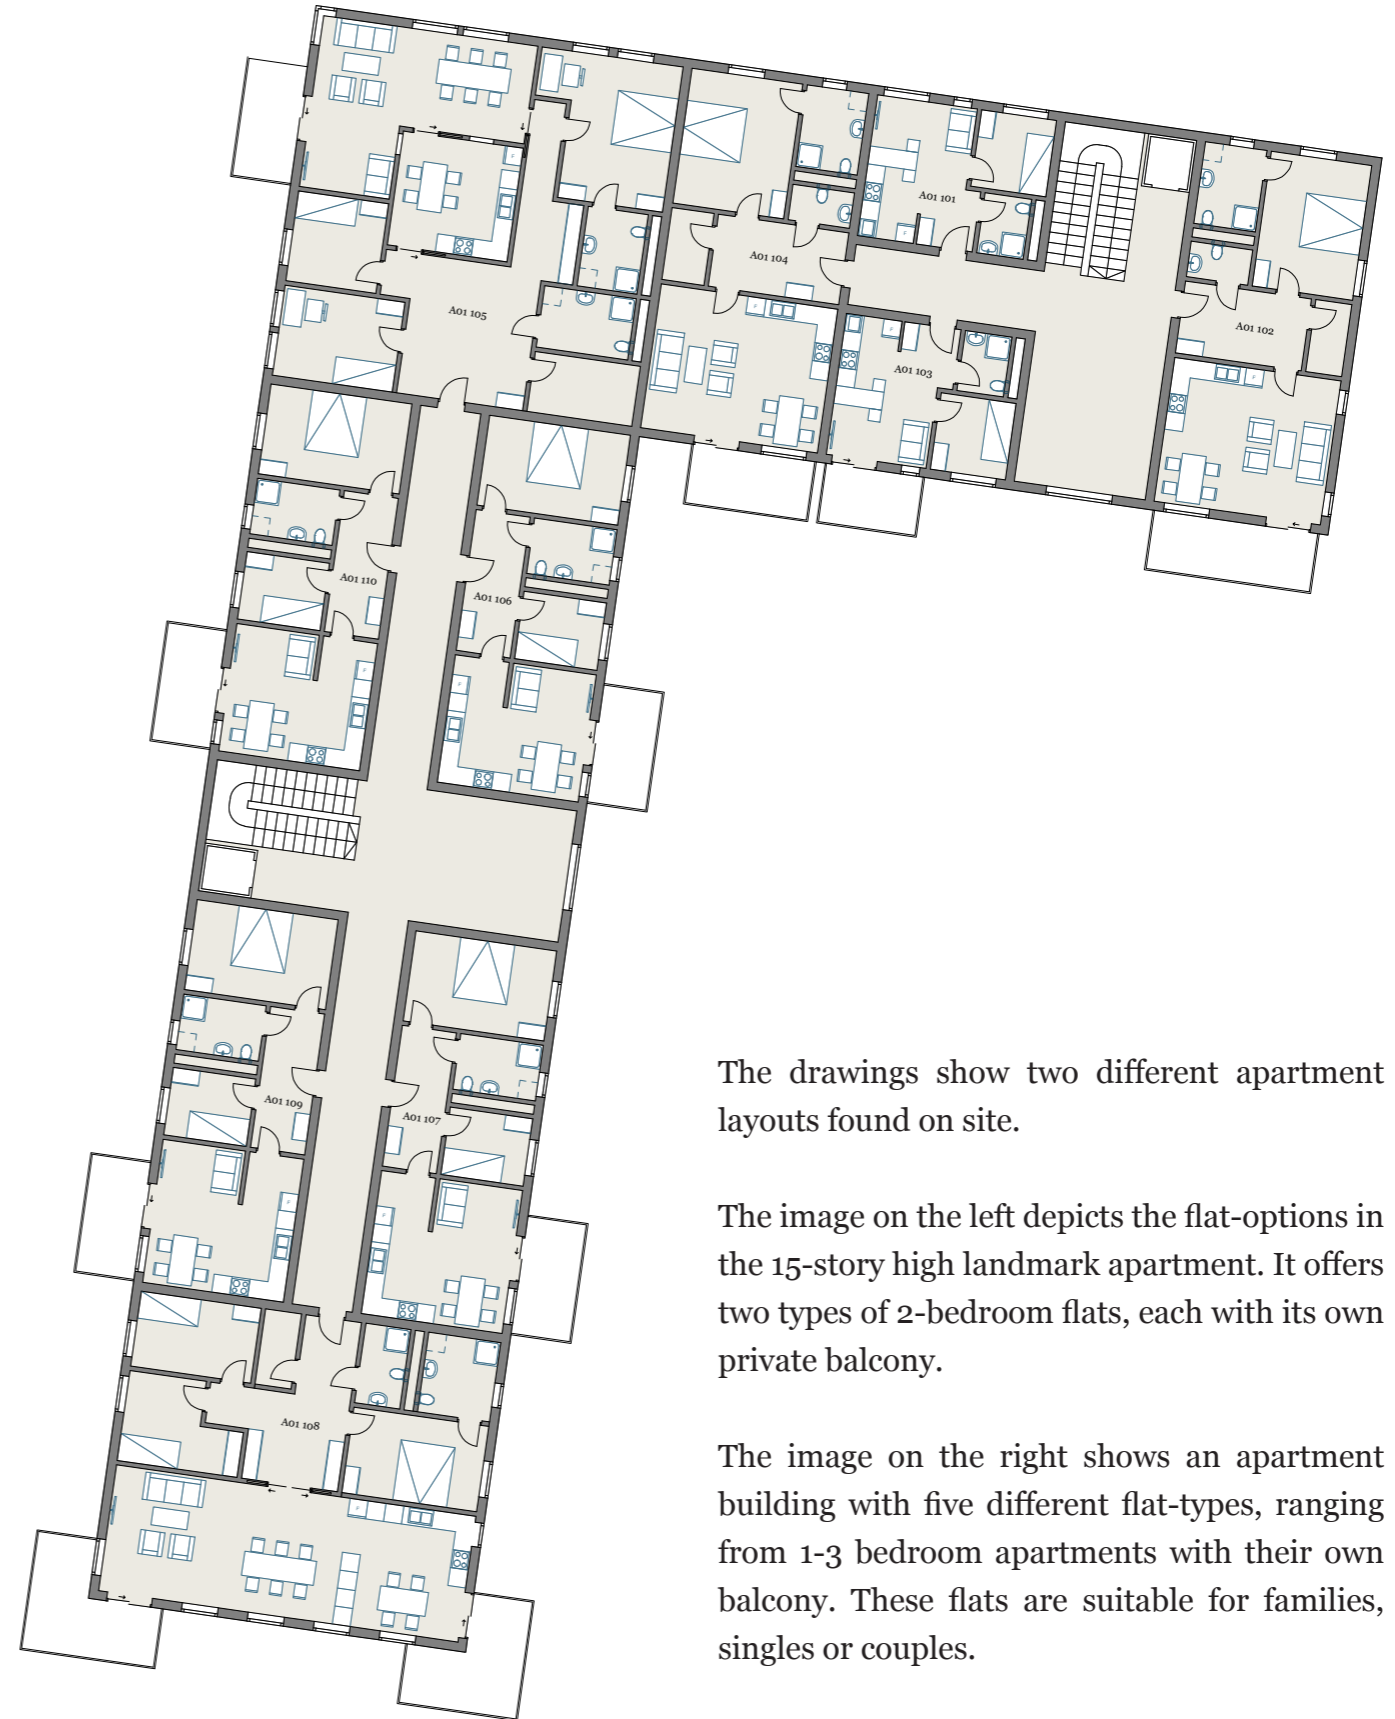 A01 101
A01 104
A01 102
A01 105
A01 103
A01 110
A01 106
A01 109
A01 107
A01 108
The drawings show two different apartment
layouts found on site.
The image on the left depicts the flat-options in
the 15-story high landmark apartment. It offers
two types of 2-bedroom flats, each with its own
private balcony.
The image on the right shows an apartment
building with five different flat-types, ranging
from 1-3 bedroom apartments with their own
balcony. These flats are suitable for families,
singles or couples.